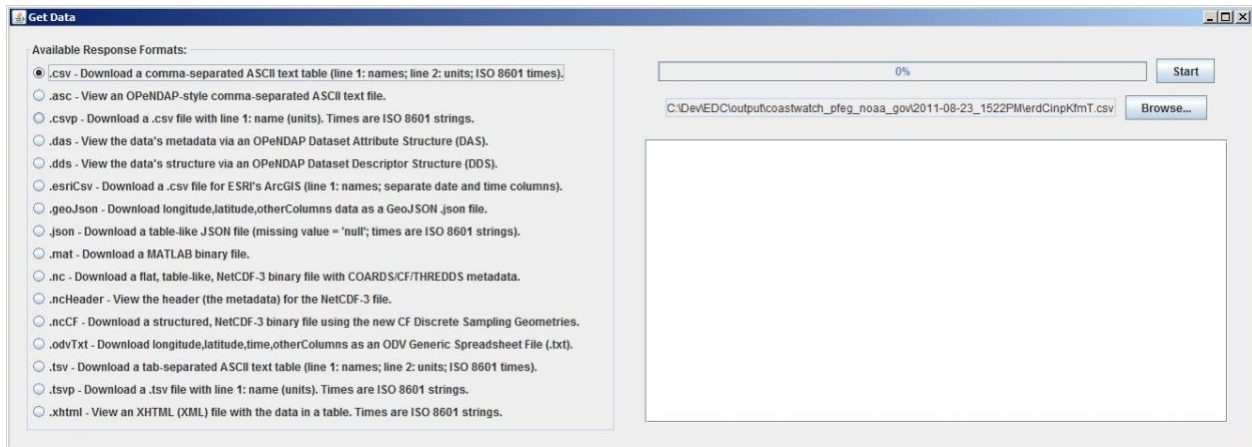 Get Data
Available Response Formats:
.csv - Download a comma-separated ASCII text table (line 1: names; line 2: units; ISO 8601 times).
.asc - View an OPeNDAP-style comma-separated ASCII text file.
.csvp - Download a .csv file with line 1: name (units). Times are ISO 8601 strings.
.das - View the data's metadata via an OPeNDAP Dataset Attribute Structure (DAS).
.dds - View the data's structure via an OPeNDAP Dataset Descriptor Structure (DDS).
.esriCsv - Download a .csv file for ESRI's ArcGIS (line 1: names; separate date and time columns).
.geoJson - Download longitude,latitude,otherColumns data as a GeoJSON .json file.
.json - Download a table-like JSON file (missing value = 'null'; times are ISO 8601 strings).
.mat - Download a MATLAB binary file.
.nc - Download a flat, table-like, NetCDF-3 binary file with COARDS/CF/THREDDS metadata.
.ncHeader - View the header (the metadata) for the NetCDF-3 file.
.ncCF - Download a structured, NetCDF-3 binary file using the new CF Discrete Sampling Geometries.
.odvTxt - Download longitude,latitude,time,otherColumns as an ODV Generic Spreadsheet File (.txt).
.tsv - Download a tab-separated ASCII text table (line 1: names; line 2: units; ISO 8601 times).
.tsvp - Download a .tsv file with line 1: name (units). Times are ISO 8601 strings.
.xhtml - View an XHTML (XML) file with the data in a table. Times are ISO 8601 strings.
0%
Start
C:\Dev\EDC\output\coastwatch_pfeg_noaa_gov\2011-08-23_1522PM\erdCinpKfmT.csv
Browse...